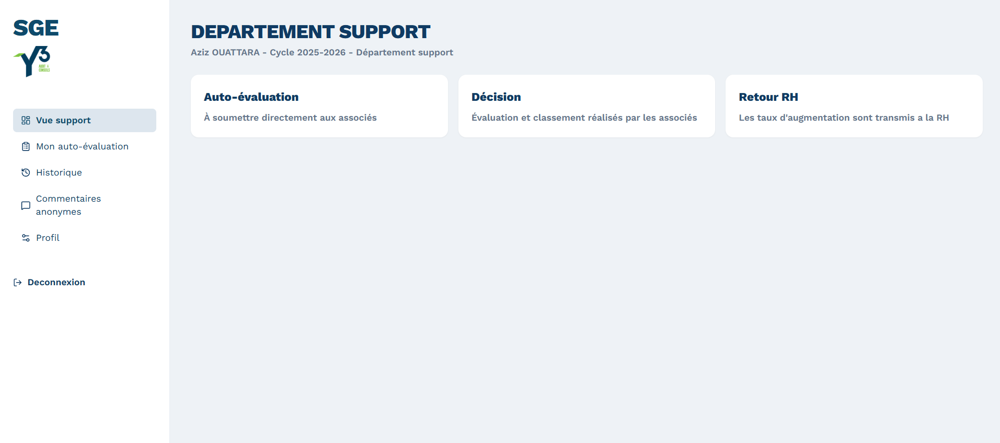 SGE
Y3
AUDIT &
CONSEILS
Vue support
Mon auto-évaluation
Historique
Commentaires
anonymes
Profil
Deconnexion
DEPARTEMENT SUPPORT
Aziz OUATTARA - Cycle 2025-2026 - Département support
Auto-évaluation
À soumettre directement aux associés
Décision
Évaluation et classement réalisés par les associés
Retour RH
Les taux d'augmentation sont transmis a la RH